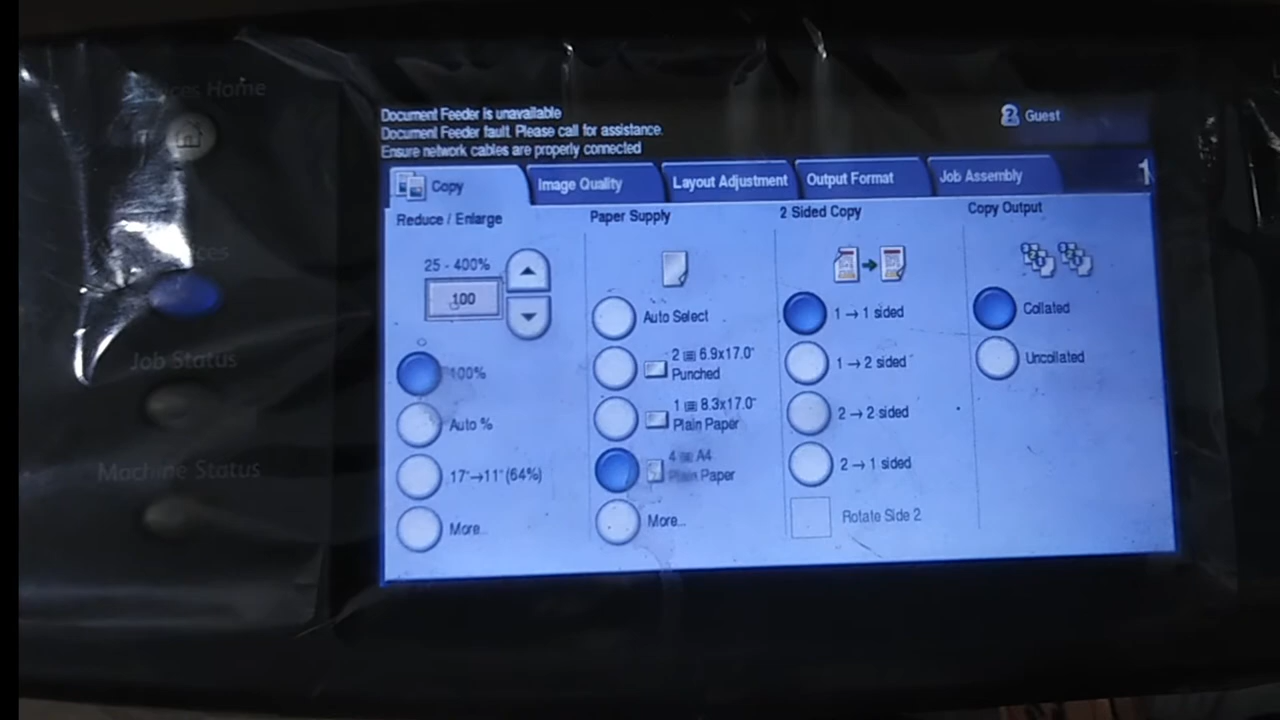 Services Home
Document Feeder is unavailable
Document Feeder fault. Please call for assistance.
Ensure network cables are properly connected
Guest
Copy
Image Quality
Layout Adjustment
Output Format
Job Assembly
1
Reduce / Enlarge
Paper Supply
2 Sided Copy
Copy Output
25 - 400%
100
100%
Auto %
17"→11" (64%)
More...
Auto Select
2 6.9x17.0"
Punched
1 8.3x17.0"
Plain Paper
4 A4
Plain Paper
More...
1 → 1 sided
1 → 2 sided
2 → 2 sided
2 → 1 sided
Rotate Side 2
Collated
Uncollated
Job Status
Machine Status